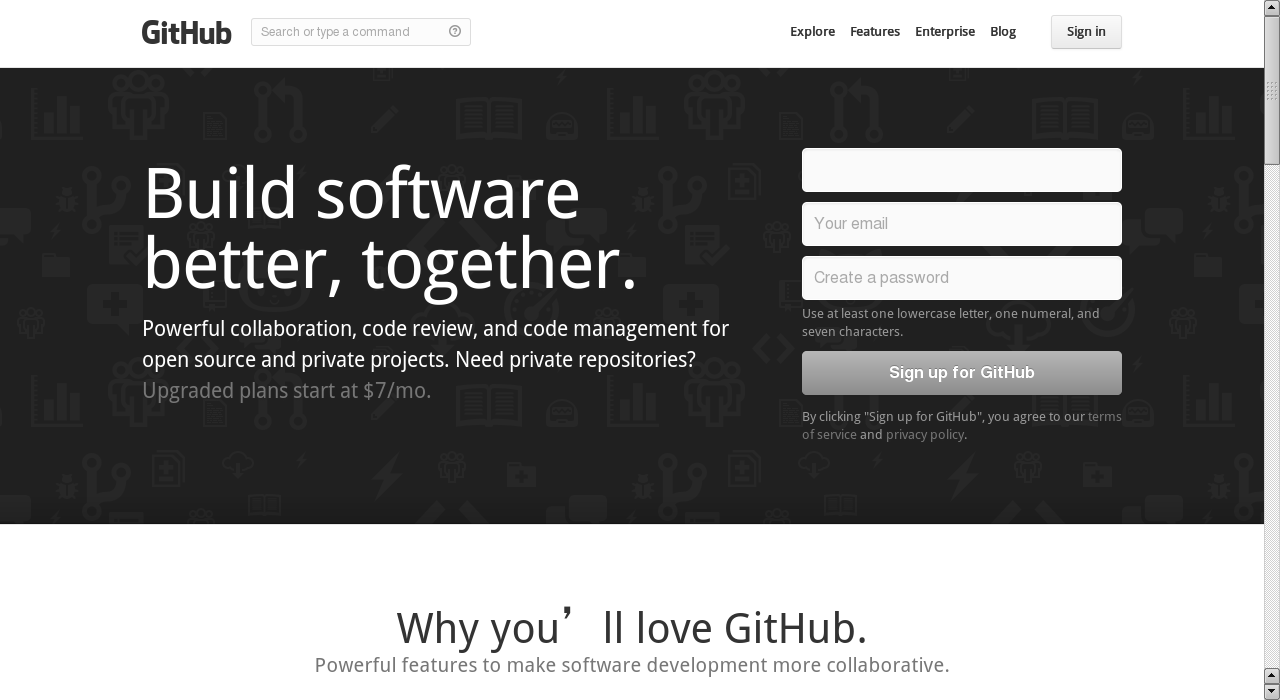 GitHub
Search or type a command
Explore Features Enterprise Blog
Sign in
Build software
better, together.
Powerful collaboration, code review, and code management for
open source and private projects. Need private repositories?
Upgraded plans start at $7/mo.
Your email
Create a password
Use at least one lowercase letter, one numeral, and
seven characters.
Sign up for GitHub
By clicking "Sign up for GitHub", you agree to our terms
of service and privacy policy.
Why you’ll love GitHub.
Powerful features to make software development more collaborative.